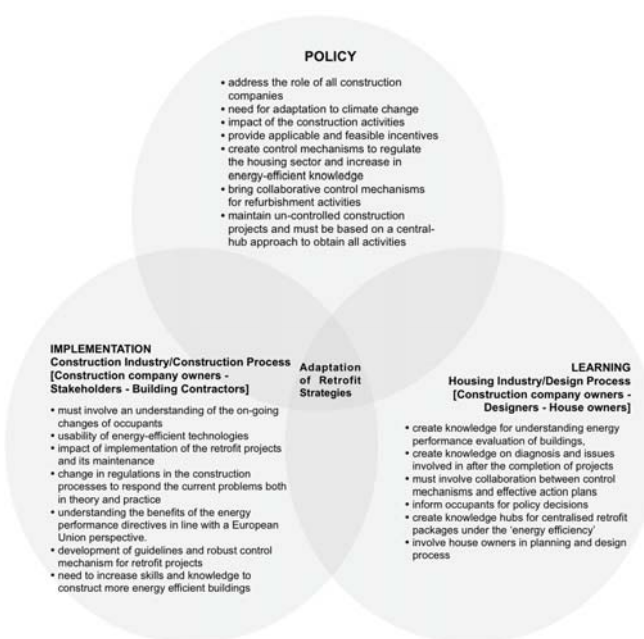 POLICY
• address the role of all construction
companies
• need for adaptation to climate change
• impact of the construction activities
• provide applicable and feasible incentives
• create control mechanisms to regulate
the housing sector and increase in
energy-efficient knowledge
• bring collaborative control mechanisms
for refurbishment activities
• maintain un-controlled construction
projects and must be based on a central-
hub approach to obtain all activities
IMPLEMENTATION
Construction Industry/Construction Process
[Construction company owners -
Stakeholders - Building Contractors]
• must involve an understanding of the on-going
changes of occupants
• usability of energy-efficient technologies
• impact of implementation of the retrofit projects
and its maintenance
• change in regulations in the construction
processes to respond the current problems both
in theory and practice
• understanding the benefits of the energy
performance directives in line with a European
Union perspective.
• development of guidelines and robust control
mechanism for retrofit projects
• need to increase skills and knowledge to
construct more energy efficient buildings
Adaptation
of Retrofit
Strategies
LEARNING
Housing Industry/Design Process
[Construction company owners -
Designers - House owners]
• create knowledge for understanding energy
performance evaluation of buildings,
• create knowledge on diagnosis and issues
involved in after the completion of projects
• must involve collaboration between control
mechanisms and effective action plans
• inform occupants for policy decisions
• create knowledge hubs for centralised retrofit
packages under the 'energy efficiency'
• involve house owners in planning and design
process